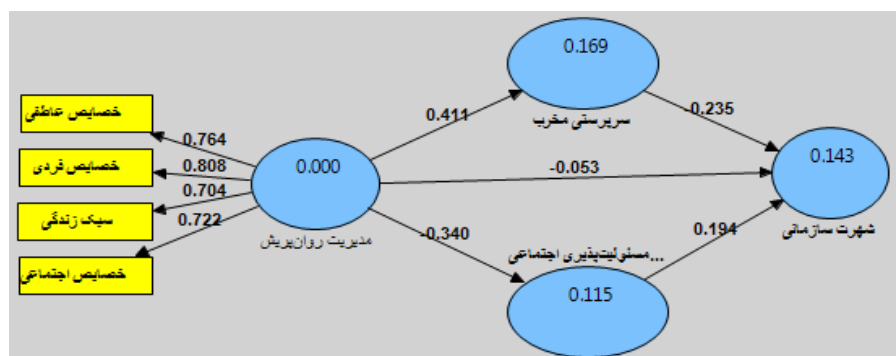 0.169
سرپرستی مخرب
خصایص عاطفی
0.764
خصایص فردی
0.808
سبک زندگی
0.704
خصایص اجتماعی
0.722
0.000
مدیریت روان‌پریش
0.411
-0.235
-0.053
0.143
شهرت سازمانی
-0.340
0.194
مسئولیت‌پذیری اجتماعی...
0.115